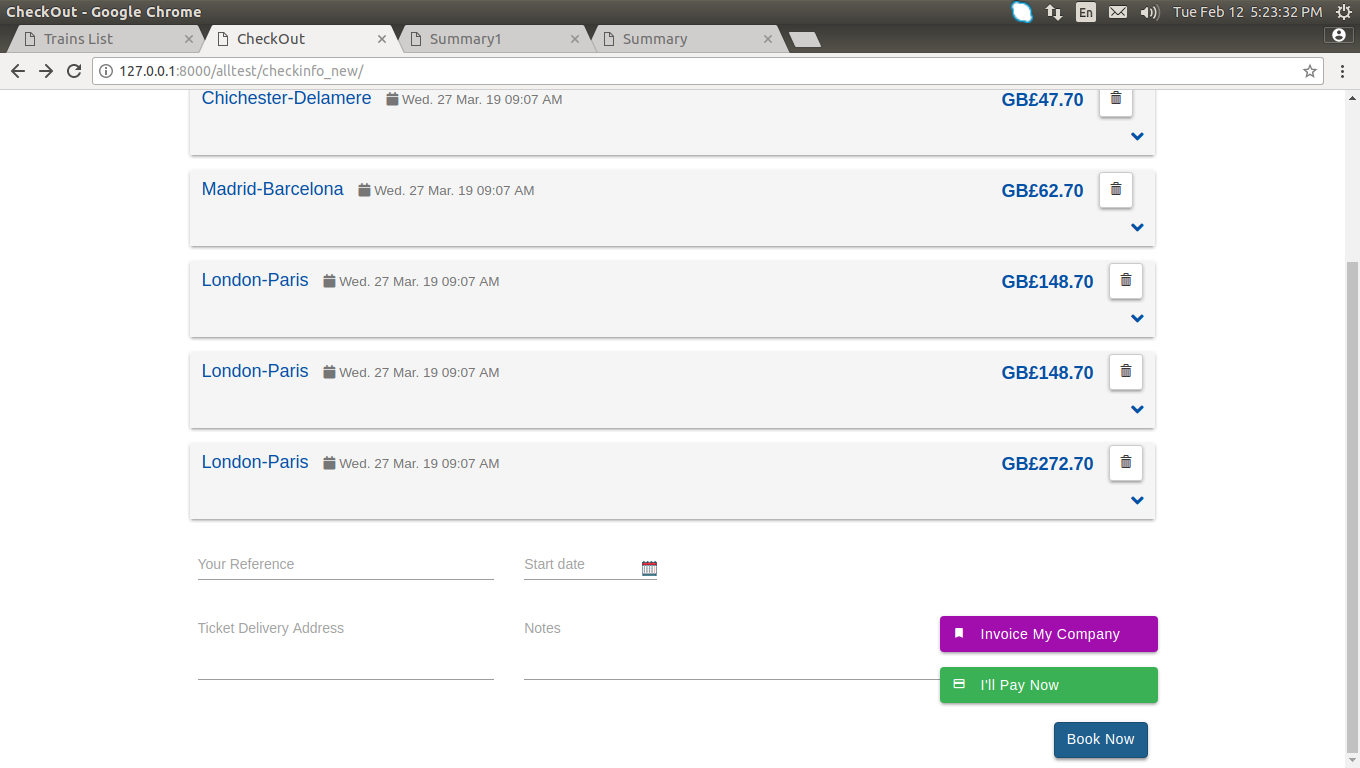 CheckOut - Google Chrome En Tue Feb 12 5:23:32 PM
Trains List CheckOut Summary1 Summary
127.0.0.1:8000/alltest/checkinfo_new/
Chichester-Delamere Wed. 27 Mar. 19 09:07 AM GB£47.70
Madrid-Barcelona Wed. 27 Mar. 19 09:07 AM GB£62.70
London-Paris Wed. 27 Mar. 19 09:07 AM GB£148.70
London-Paris Wed. 27 Mar. 19 09:07 AM GB£148.70
London-Paris Wed. 27 Mar. 19 09:07 AM GB£272.70
Your Reference Start date
Ticket Delivery Address Notes Invoice My Company
I'll Pay Now
Book Now